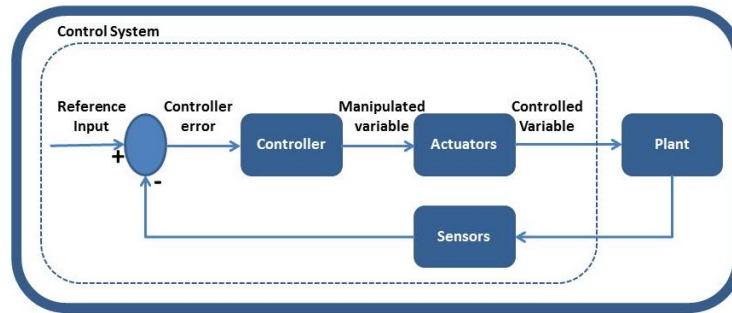 Control System
Reference
Input
Controller
error
Manipulated
variable
Controlled
Variable
+
-
Controller
Actuators
Plant
Sensors